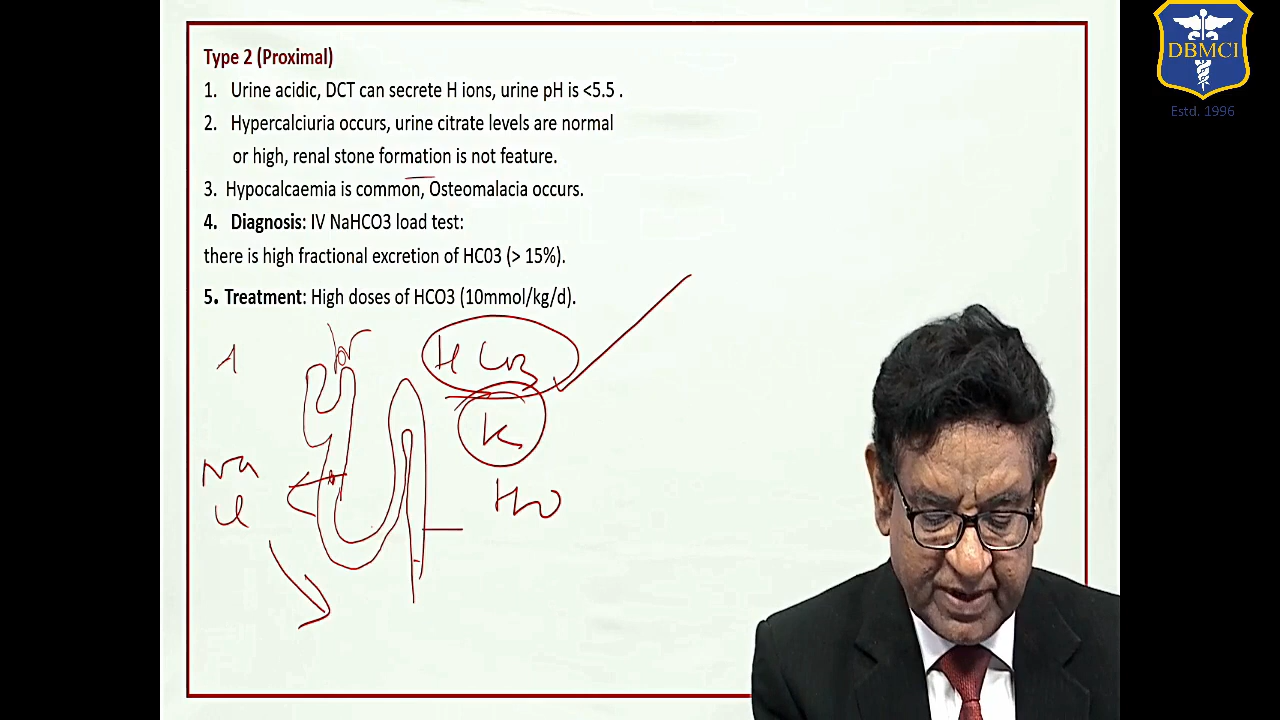 DBMCI
Estd. 1996
Type 2 (Proximal)
1. Urine acidic, DCT can secrete H ions, urine pH is <5.5 .
2. Hypercalciuria occurs, urine citrate levels are normal
or high, renal stone formation is not feature.
3. Hypocalcaemia is common, Osteomalacia occurs.
4. Diagnosis: IV NaHCO3 load test:
there is high fractional excretion of HC03 (> 15%).
5. Treatment: High doses of HCO3 (10mmol/kg/d).
HCO3
K
Na